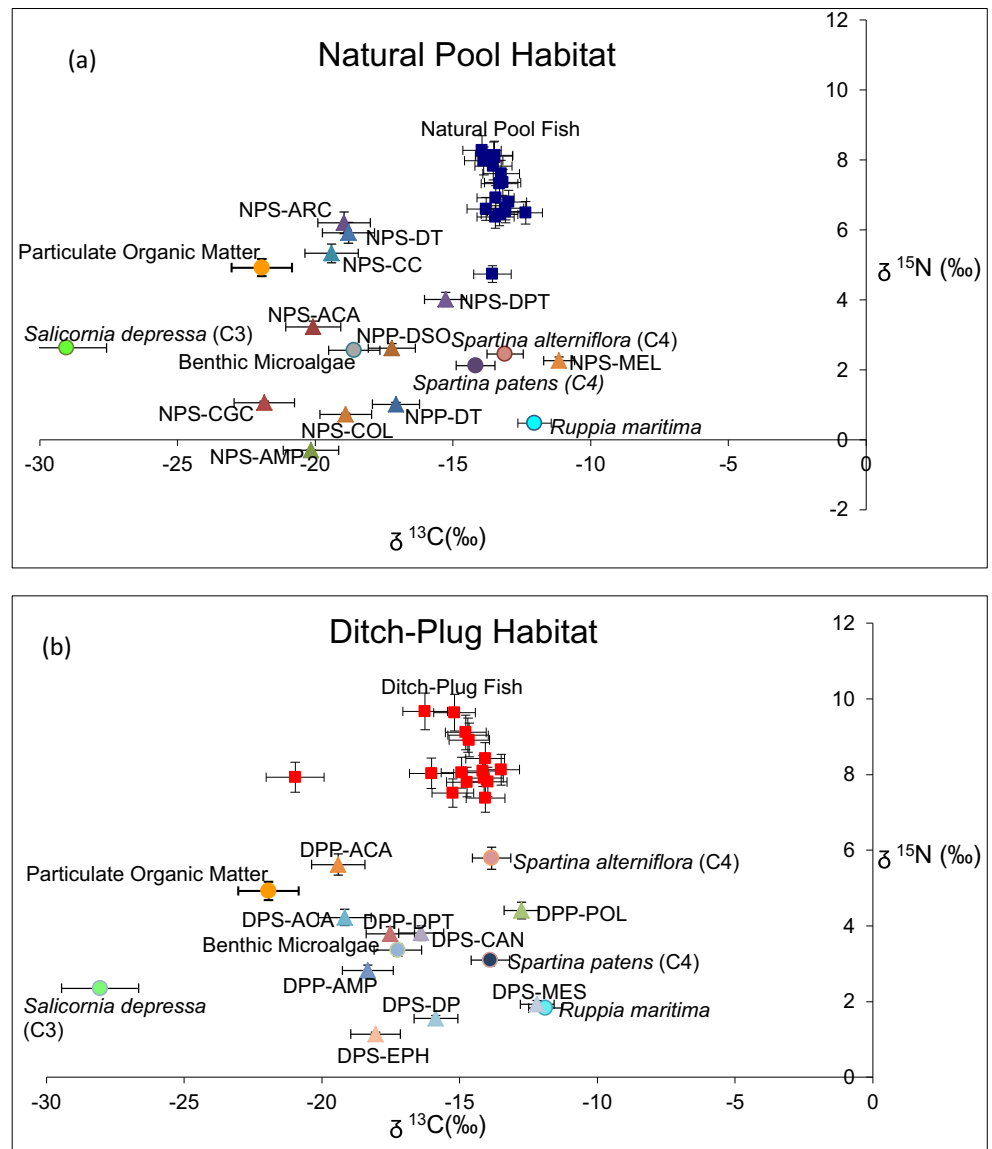 (a)
Natural Pool Habitat
12
10
8
6
4
2
0
-2
δ 15N (‰)
Natural Pool Fish
NPS-ARC
NPS-DT
Particulate Organic Matter
NPS-CC
NPS-DPT
NPS-ACA
Salicornia depressa (C3)
NPP-DSO
Spartina alterniflora (C4)
Benthic Microalgae
NPS-MEL
Spartina patens (C4)
NPS-CGC
NPP-DT
NPS-COL
Ruppia maritima
NPS-AMP
-30 -25 -20 -15 -10 -5 0
δ 13C(‰)
(b)
Ditch-Plug Habitat
12
10
8
6
4
2
0
δ 15N (‰)
Ditch-Plug Fish
DPP-ACA
Spartina alterniflora (C4)
Particulate Organic Matter
DPS-ACA
DPP-DPT
DPP-POL
Benthic Microalgae
DPS-CAN
Spartina patens (C4)
DPP-AMP
DPS-MES
Salicornia depressa
(C3)
DPS-DP
Ruppia maritima
DPS-EPH
-30 -25 -20 -15 -10 -5 0
δ 13C(‰)